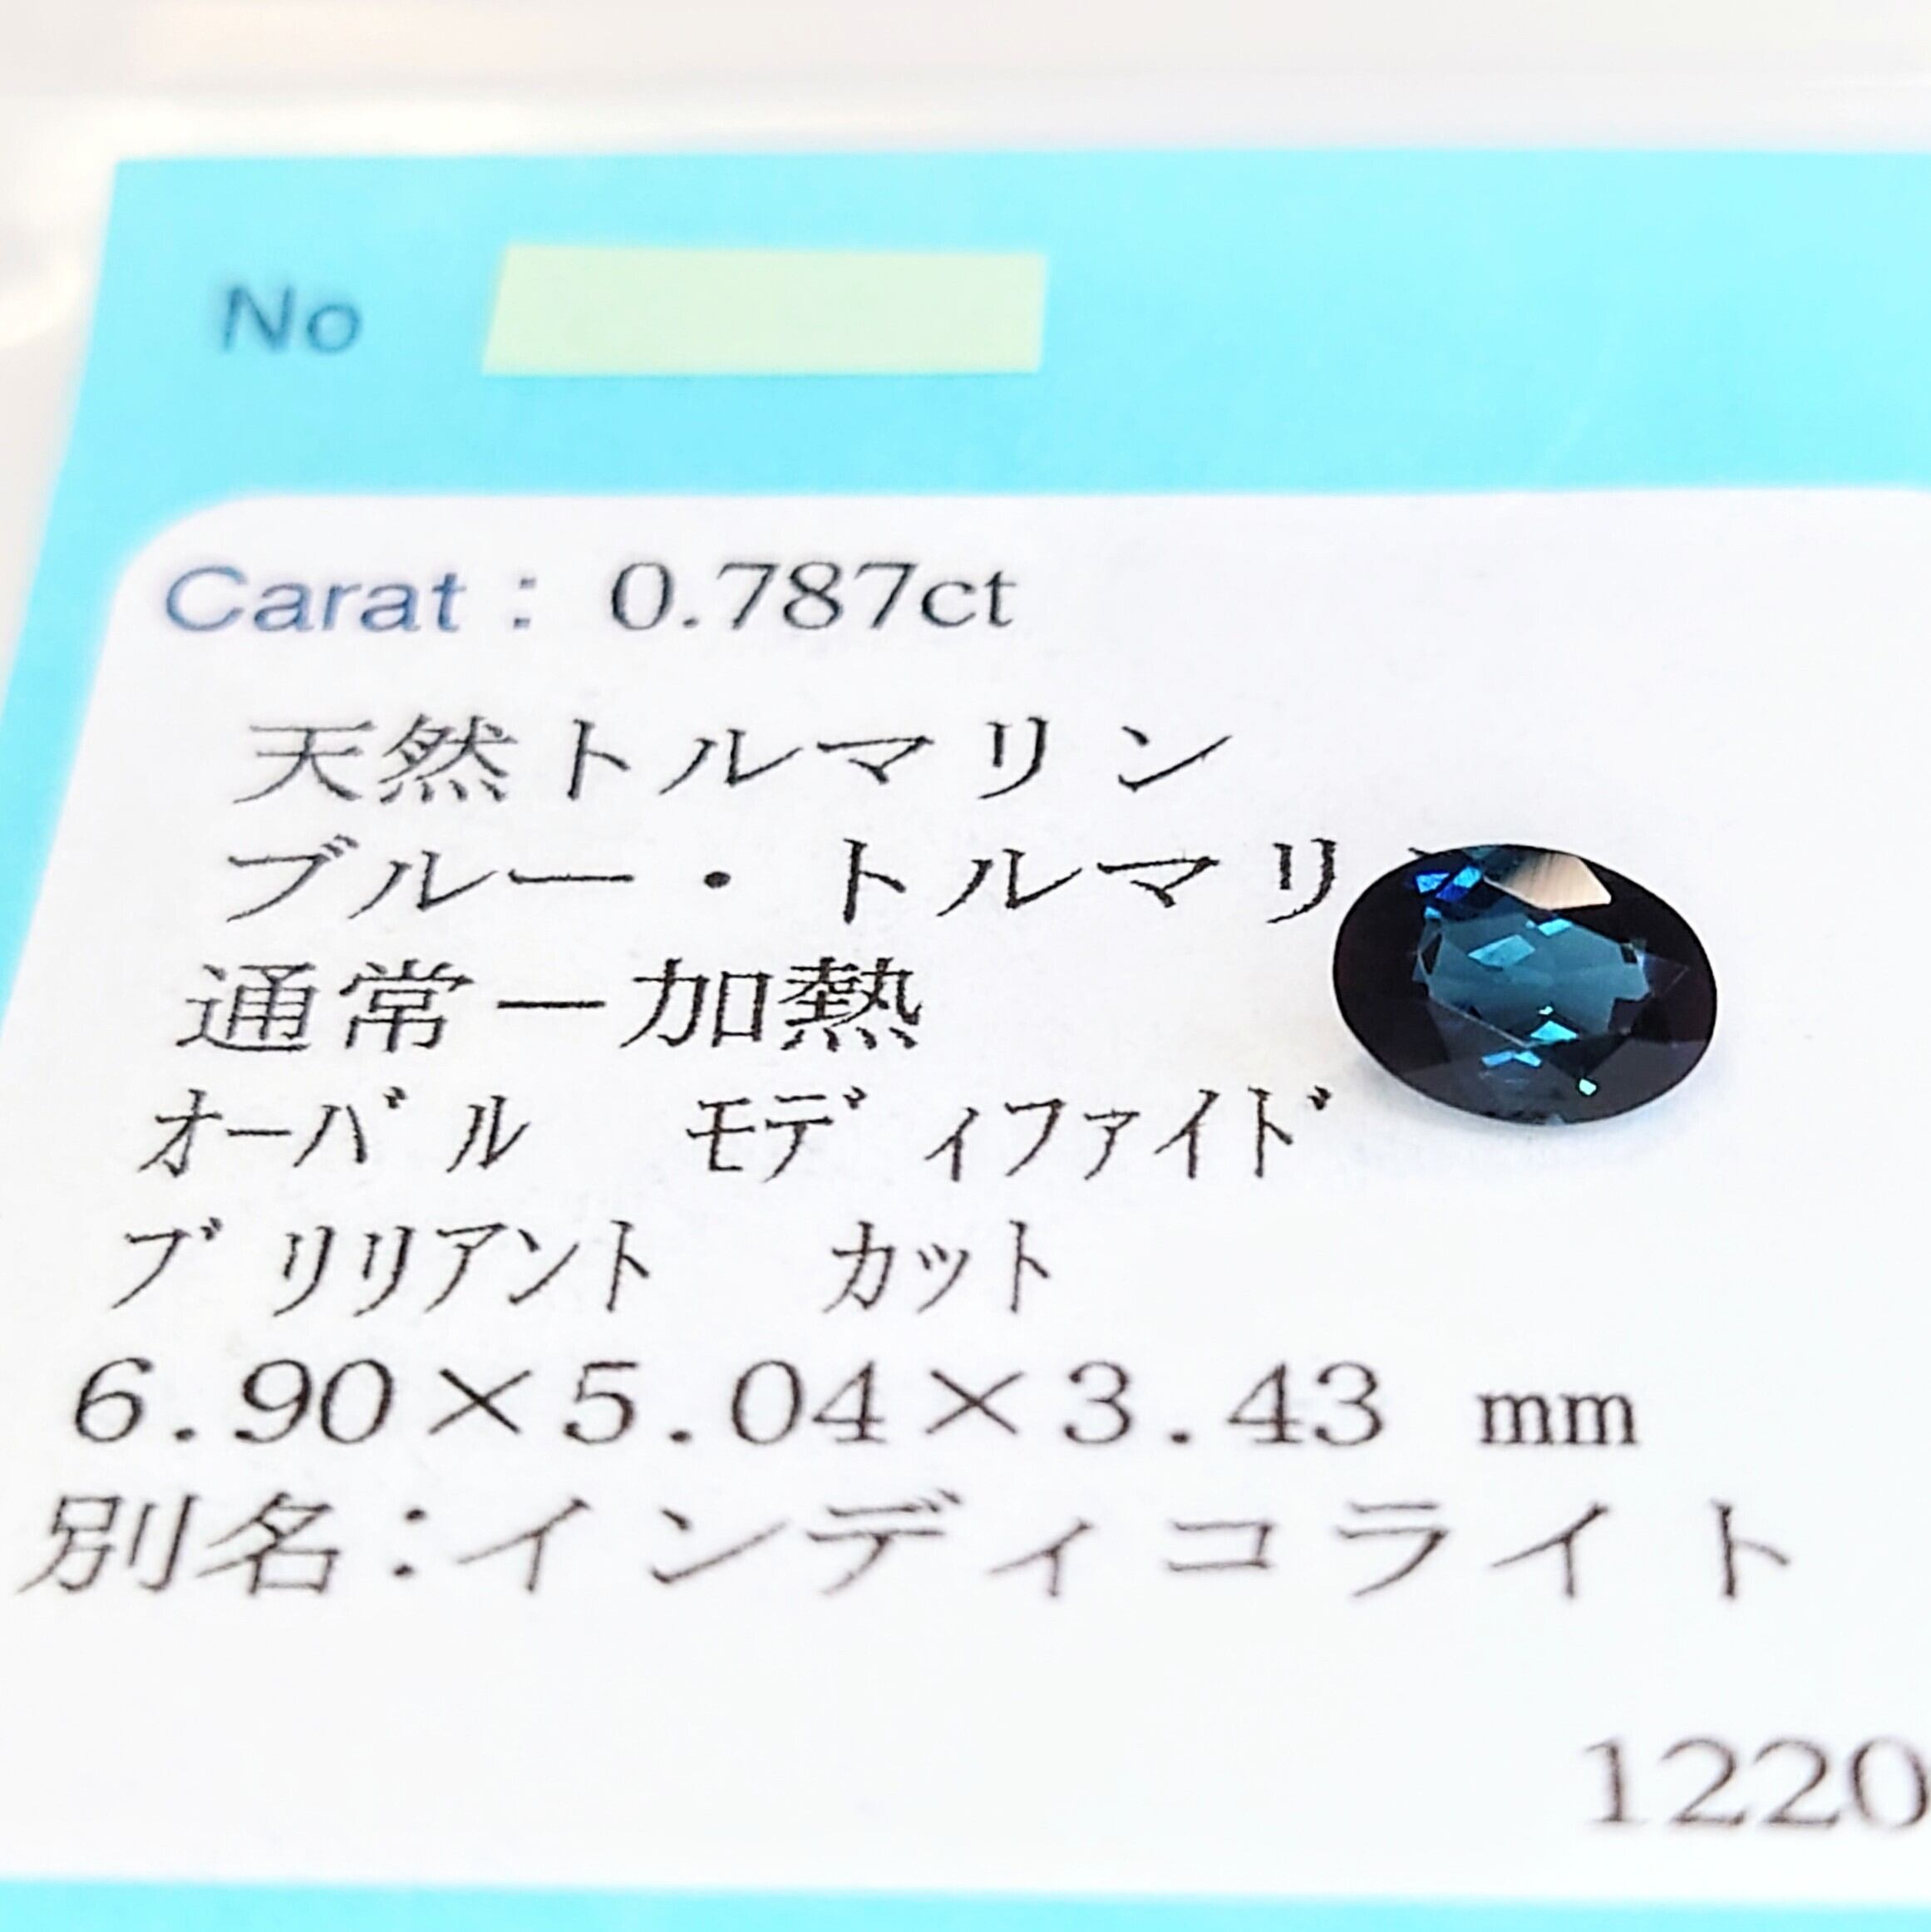 No
Carat : 0.787ct
天然トルマリン
ブルー・トルマリ
通常ー加熱
ｵｰﾊﾞﾙ ﾓﾃﾞｨﾌｧｲﾄﾞ
ﾌﾞﾘﾘｱﾝﾄ ｶｯﾄ
6.90×5.04×3.43 mm
別名:インディコライト
1220